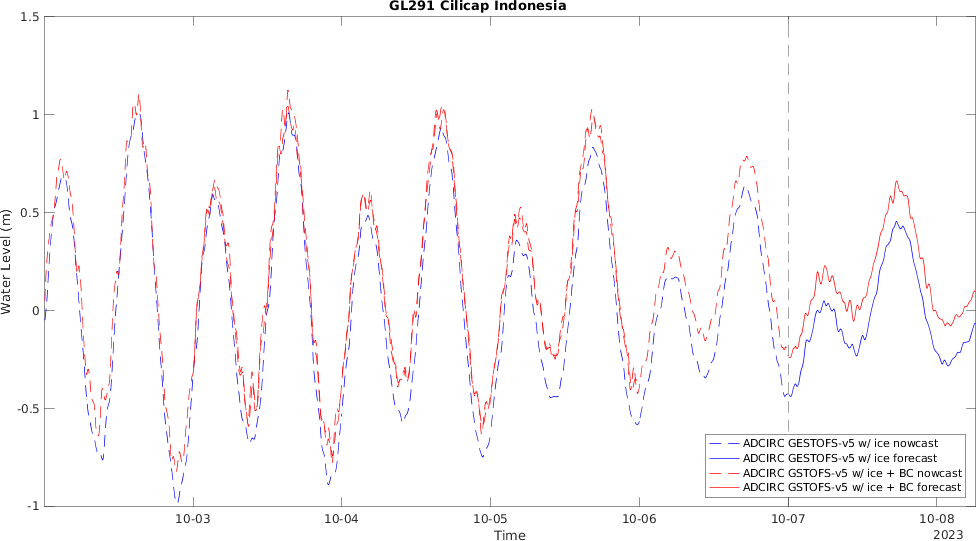 GL291 Cilicap Indonesia
1.5
1
0.5
0
-0.5
-1
Water Level (m)
10-03
10-04
10-05
10-06
10-07
10-08
Time
2023
ADCIRC GESTOFS-v5 w/ ice nowcast
ADCIRC GESTOFS-v5 w/ ice forecast
ADCIRC GSTOFS-v5 w/ ice + BC nowcast
ADCIRC GSTOFS-v5 w/ ice + BC forecast